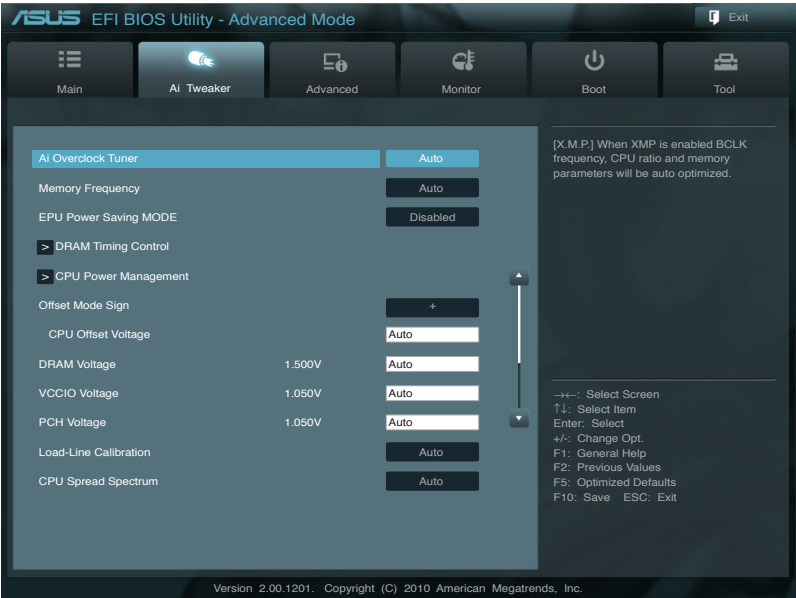 ASUS EFI BIOS Utility - Advanced Mode
Exit
Main
Ai Tweaker
Advanced
Monitor
Boot
Tool
Ai Overclock Tuner Auto
Memory Frequency Auto
EPU Power Saving MODE Disabled
> DRAM Timing Control
> CPU Power Management
Offset Mode Sign +
CPU Offset Voltage Auto
DRAM Voltage 1.500V Auto
VCCIO Voltage 1.050V Auto
PCH Voltage 1.050V Auto
Load-Line Calibration Auto
CPU Spread Spectrum Auto
[X.M.P.] When XMP is enabled BCLK
frequency, CPU ratio and memory
parameters will be auto optimized.
→←: Select Screen
↑↓: Select Item
Enter: Select
+/-: Change Opt.
F1: General Help
F2: Previous Values
F5: Optimized Defaults
F10: Save ESC: Exit
Version 2.00.1201. Copyright (C) 2010 American Megatrends, Inc.